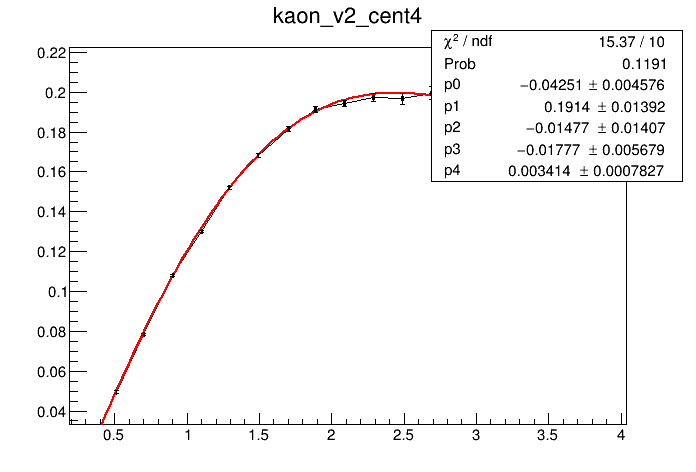 kaon_v2_cent4
χ² / ndf 15.37 / 10
Prob 0.1191
p0 −0.04251 ± 0.004576
p1 0.1914 ± 0.01392
p2 −0.01477 ± 0.01407
p3 −0.01777 ± 0.005679
p4 0.003414 ± 0.0007827
0.22
0.2
0.18
0.16
0.14
0.12
0.1
0.08
0.06
0.04
0.5 1 1.5 2 2.5 3 3.5 4